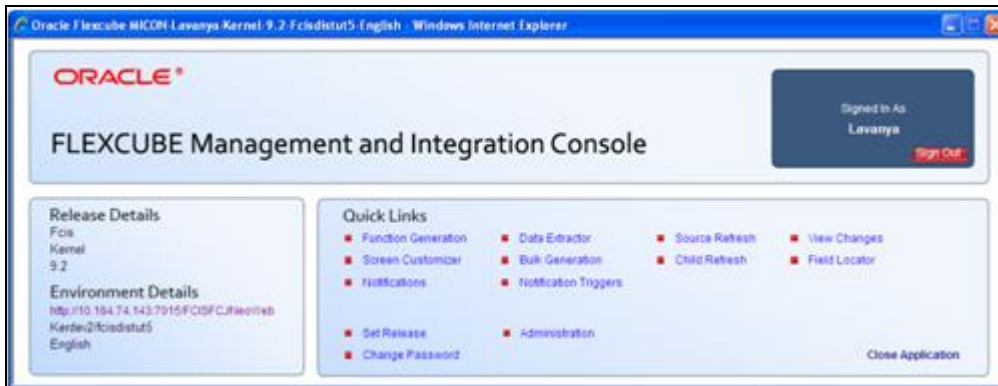 Oracle Flexcube MICON-Lavanya-Kernel-9.2-Fcisdistut5-English - Windows Internet Explorer
ORACLE®
FLEXCUBE Management and Integration Console
Signed In As
Lavanya
Sign Out
Release Details
Fcis
Kernel
9.2
Environment Details
http://10.184.74.143:7015/FCISFCJNeoWeb
Kerdev2/fcisdistut5
English
Quick Links
Function Generation
Data Extractor
Source Refresh
View Changes
Screen Customizer
Bulk Generation
Child Refresh
Field Locator
Notifications
Notification Triggers
Set Release
Administration
Change Password
Close Application